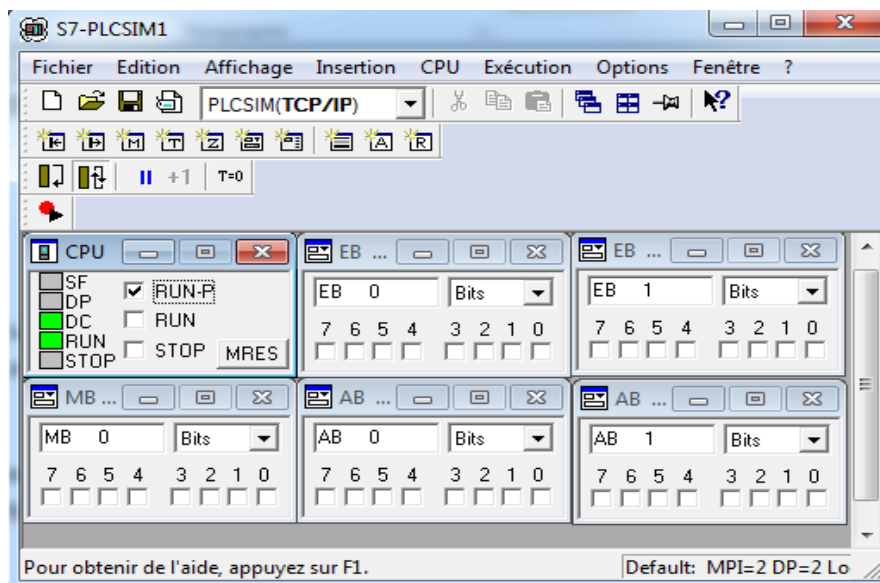 S7-PLCSIM1
Fichier Edition Affichage Insertion CPU Exécution Options Fenêtre ?
PLCSIM(TCP/IP)
+1 T=0
CPU
SF
DP
DC
RUN
STOP
RUN-P
RUN
STOP
MRES
EB ...
EB 0 Bits
7 6 5 4 3 2 1 0
EB ...
EB 1 Bits
7 6 5 4 3 2 1 0
MB ...
MB 0 Bits
7 6 5 4 3 2 1 0
AB ...
AB 0 Bits
7 6 5 4 3 2 1 0
AB ...
AB 1 Bits
7 6 5 4 3 2 1 0
Pour obtenir de l'aide, appuyez sur F1.
Default: MPI=2 DP=2 Lo